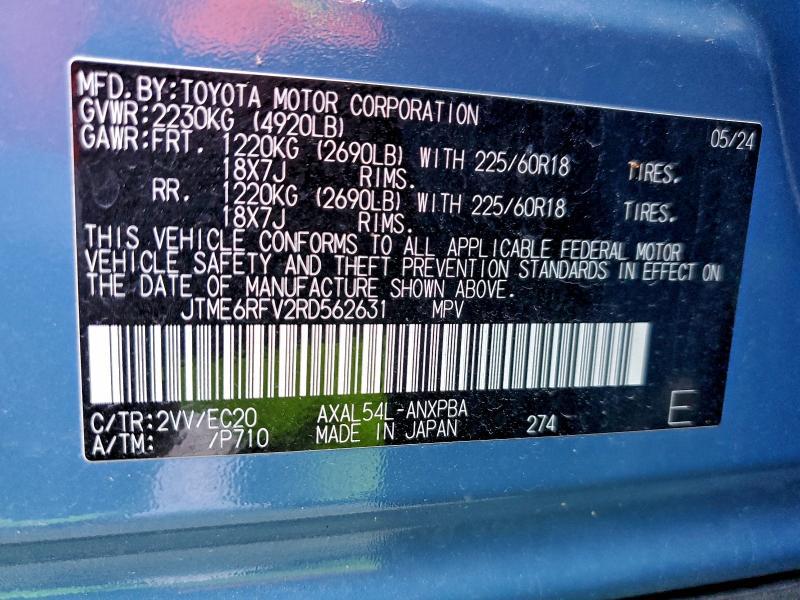 MFD.BY:TOYOTA MOTOR CORPORATION 05/24
GVWR:2230KG (4920LB)
GAWR:FRT. 1220KG (2690LB) WITH 225/60R18 TIRES.
18X7J RIMS.
RR. 1220KG (2690LB) WITH 225/60R18 TIRES.
18X7J RIMS.
THIS VEHICLE CONFORMS TO ALL APPLICABLE FEDERAL MOTOR
VEHICLE SAFETY AND THEFT PREVENTION STANDARDS IN EFFECT ON
THE DATE OF MANUFACTURE SHOWN ABOVE.
JTME6RFV2RD562631 MPV
C/TR:2VV/EC20 AXAL54L-ANXPBA
A/TM: /P710 MADE IN JAPAN 274 E